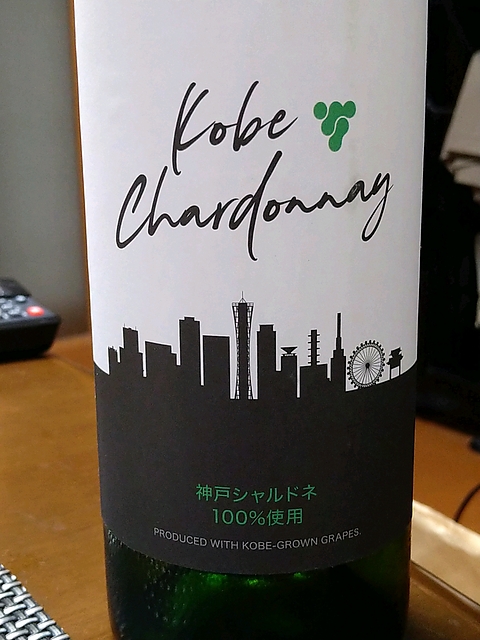 Kobe
Chardonnay
神戸シャルドネ
100%使用
PRODUCED WITH KOBE-GROWN GRAPES.